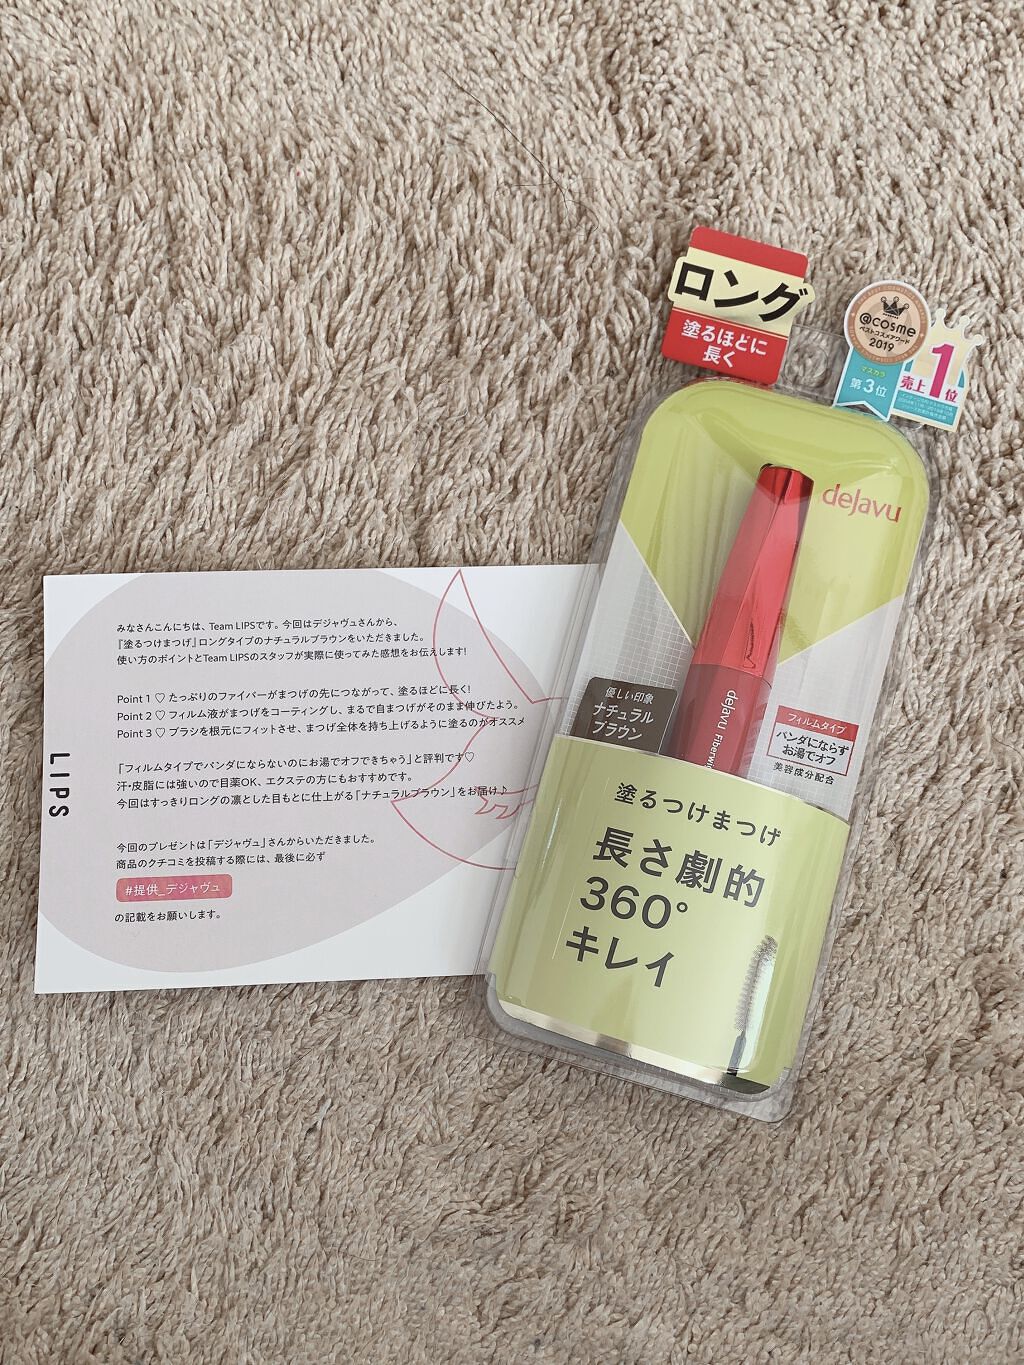 みなさんこんにちは、Team LIPSです。今回はデジャヴュさんから、
『塗るつけまつげ』ロングタイプのナチュラルブラウンをいただきました。
使い方のポイントとTeam LIPSのスタッフが実際に使ってみた感想をお伝えします!
Point 1 ♡ たっぷりのファイバーがまつげの先につながって、塗るほどに長く!
Point 2 ♡ フィルム液がまつげをコーティングし、まるで自まつげがそのまま伸びたよう。
Point 3 ♡ ブラシを根元にフィットさせ、まつげ全体を持ち上げるように塗るのがオススメ
「フィルムタイプでパンダにならないのにお湯でオフできちゃう」と評判です♡
汗・皮脂には強いので目薬OK、エクステの方にもおすすめです。
今回はすっきりロングの凛とした目もとに仕上がる「ナチュラルブラウン」をお届け♪
今回のプレゼントは「デジャヴュ」さんからいただきました。
商品のクチコミを投稿する際には、最後に必ず
#提供_デジャヴュ
の記載をお願いします。
LIPS
ロング
塗るほどに
長く
@cosme
ベストコスメアワード
2019
マスカラ
第3位
売上1位
dejavu
dejavu Fiberwi
優しい印象
ナチュラル
ブラウン
フィルムタイプ
パンダにならず
お湯でオフ
美容成分配合
塗るつけまつげ
長さ劇的
360°
キレイ